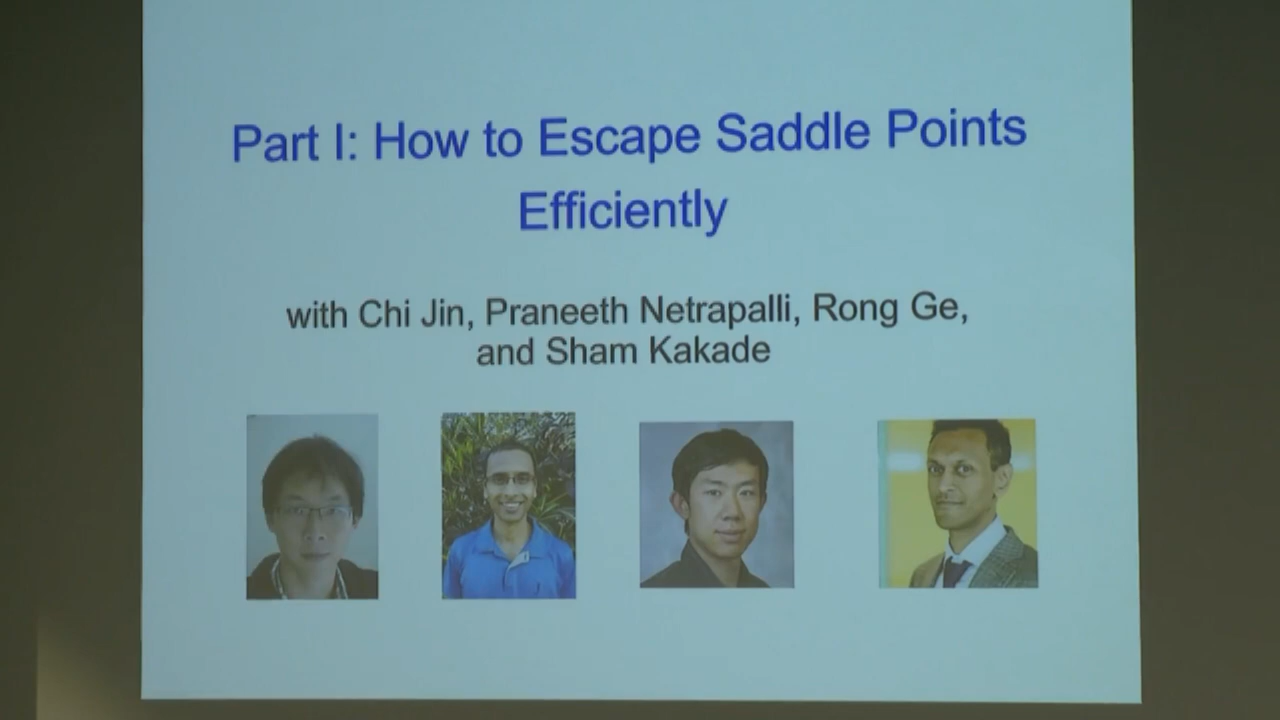 Part I: How to Escape Saddle Points
Efficiently
with Chi Jin, Praneeth Netrapalli, Rong Ge,
and Sham Kakade